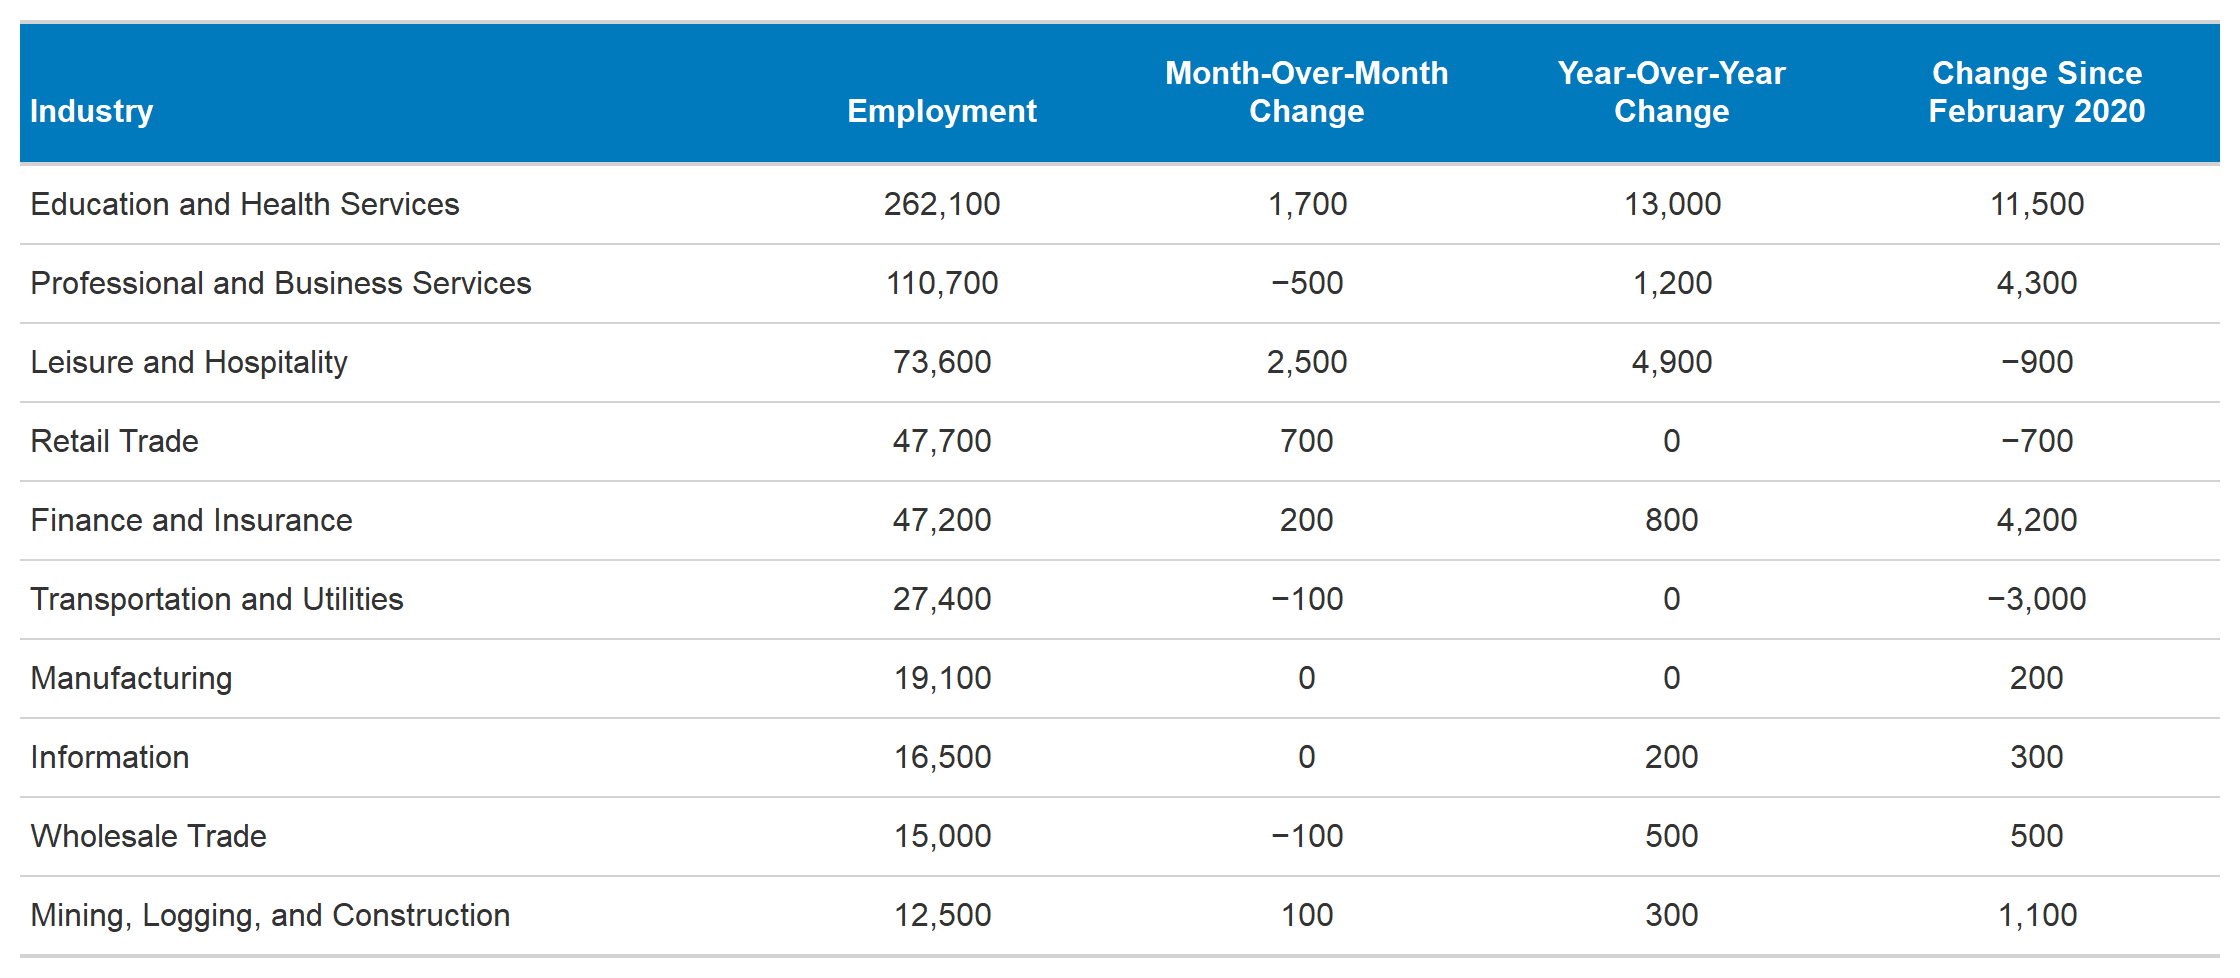 Industry Employment Month-Over-Month Change Year-Over-Year Change Change Since February 2020
Education and Health Services 262,100 1,700 13,000 11,500
Professional and Business Services 110,700 −500 1,200 4,300
Leisure and Hospitality 73,600 2,500 4,900 −900
Retail Trade 47,700 700 0 −700
Finance and Insurance 47,200 200 800 4,200
Transportation and Utilities 27,400 −100 0 −3,000
Manufacturing 19,100 0 0 200
Information 16,500 0 200 300
Wholesale Trade 15,000 −100 500 500
Mining, Logging, and Construction 12,500 100 300 1,100